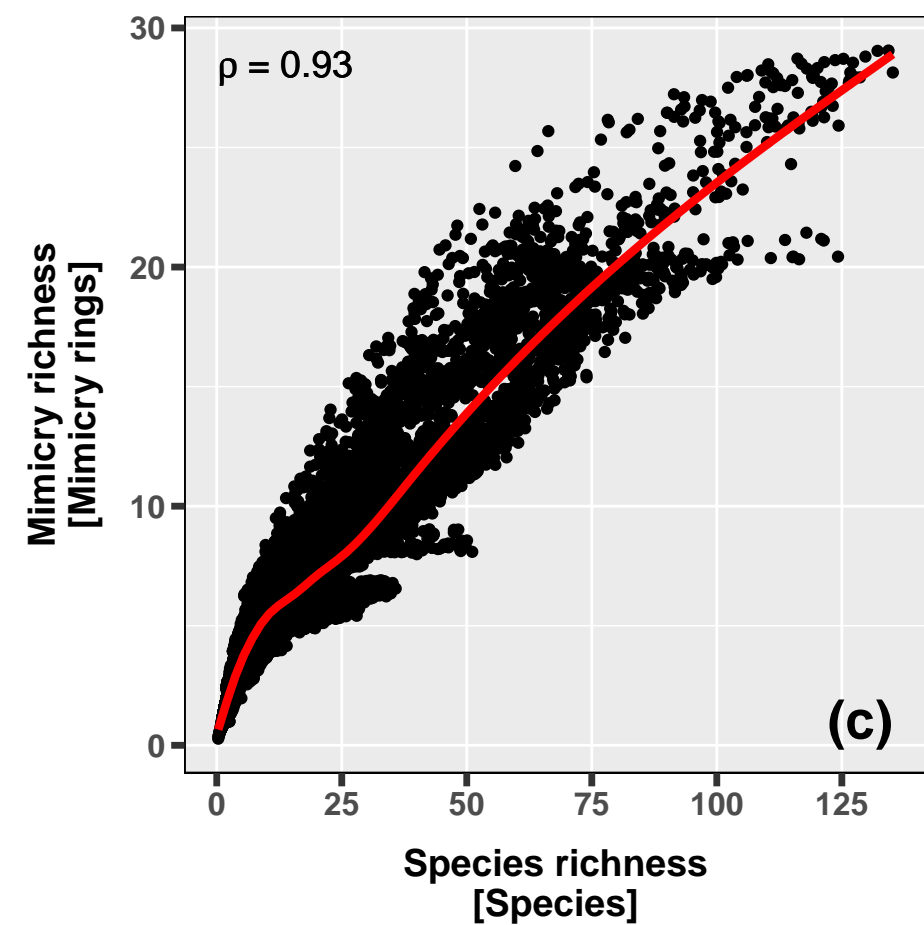 30
ρ = 0.93
20
10
0
Mimicry richness
[Mimicry rings]
(c)
0 25 50 75 100 125
Species richness
[Species]